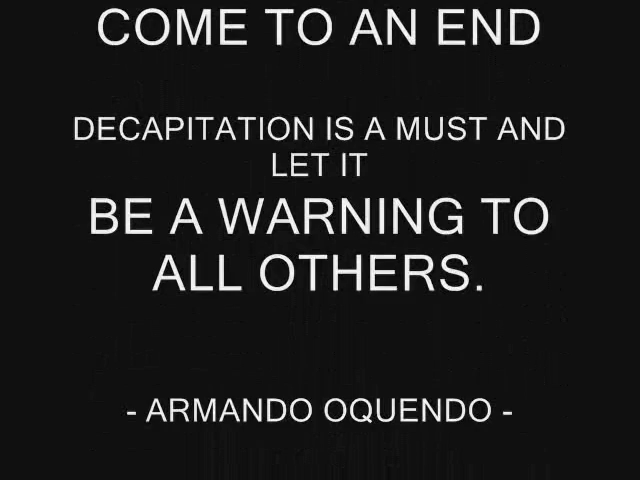 COME TO AN END
DECAPITATION IS A MUST AND
LET IT
BE A WARNING TO
ALL OTHERS.
- ARMANDO OQUENDO -